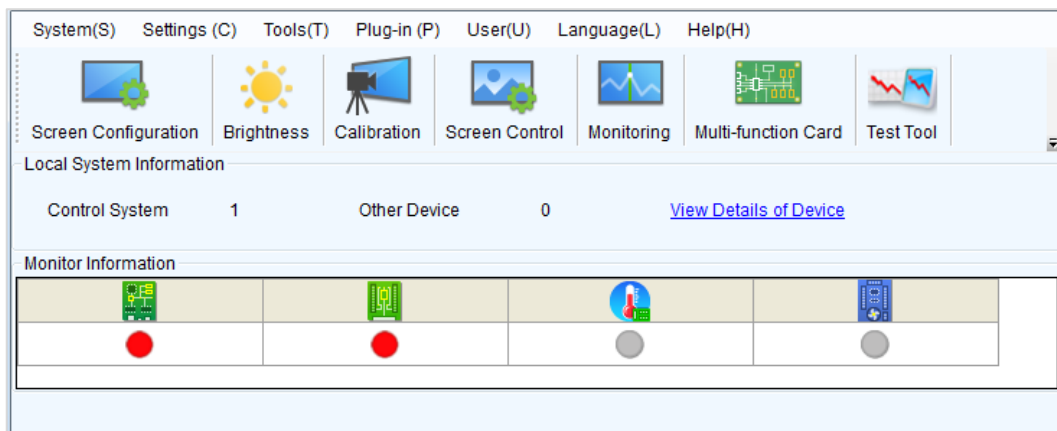 System(S) Settings (C) Tools(T) Plug-in (P) User(U) Language(L) Help(H)
Screen Configuration Brightness Calibration Screen Control Monitoring Multi-function Card Test Tool
Local System Information
Control System 1 Other Device 0 View Details of Device
Monitor Information